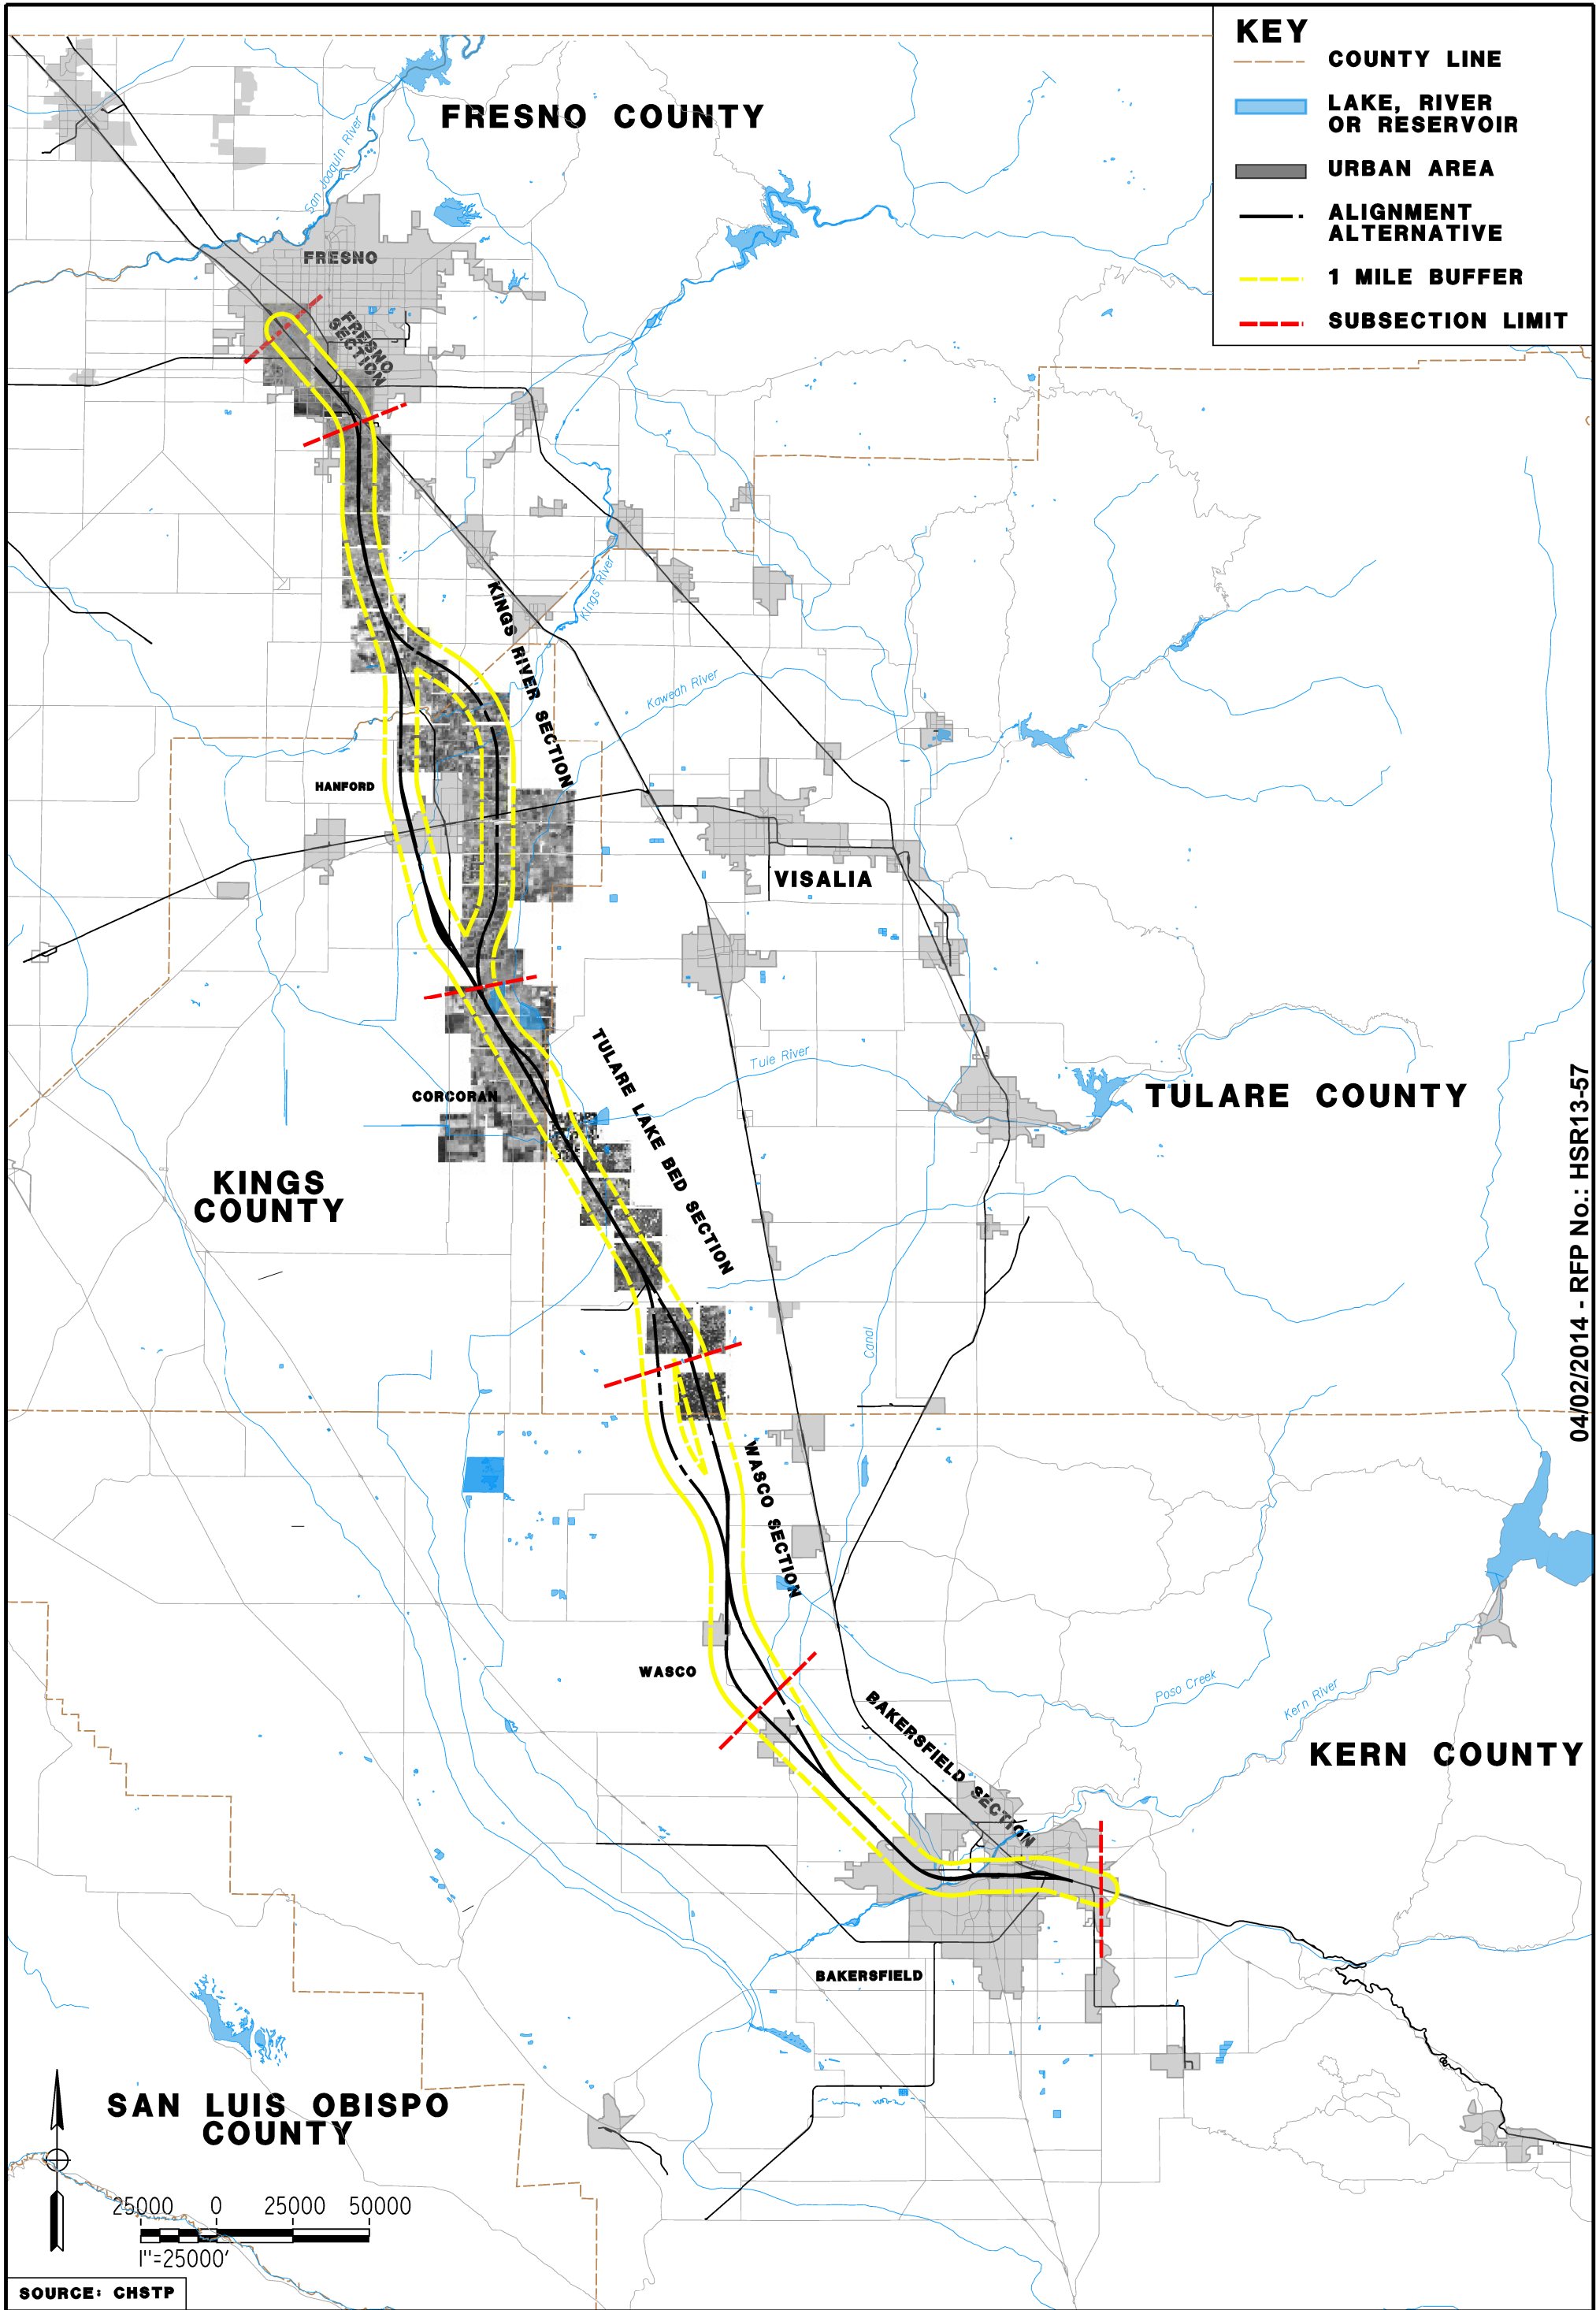 KEY
COUNTY LINE
LAKE, RIVER
OR RESERVOIR
URBAN AREA
ALIGNMENT
ALTERNATIVE
1 MILE BUFFER
SUBSECTION LIMIT
FRESNO COUNTY
San Joaquin River
FRESNO
FRESNO
SECTION
KINGS RIVER SECTION
Kings River
Kaweah River
HANFORD
VISALIA
TULARE LAKE BED SECTION
Tule River
CORCORAN
TULARE COUNTY
KINGS
COUNTY
04/02/2014 - RFP No.: HSR13-57
Canal
WASCO SECTION
WASCO
Poso Creek
Kern River
BAKERSFIELD SECTION
KERN COUNTY
BAKERSFIELD
SAN LUIS OBISPO
COUNTY
25000 0 25000 50000
1"=25000'
SOURCE: CHSTP